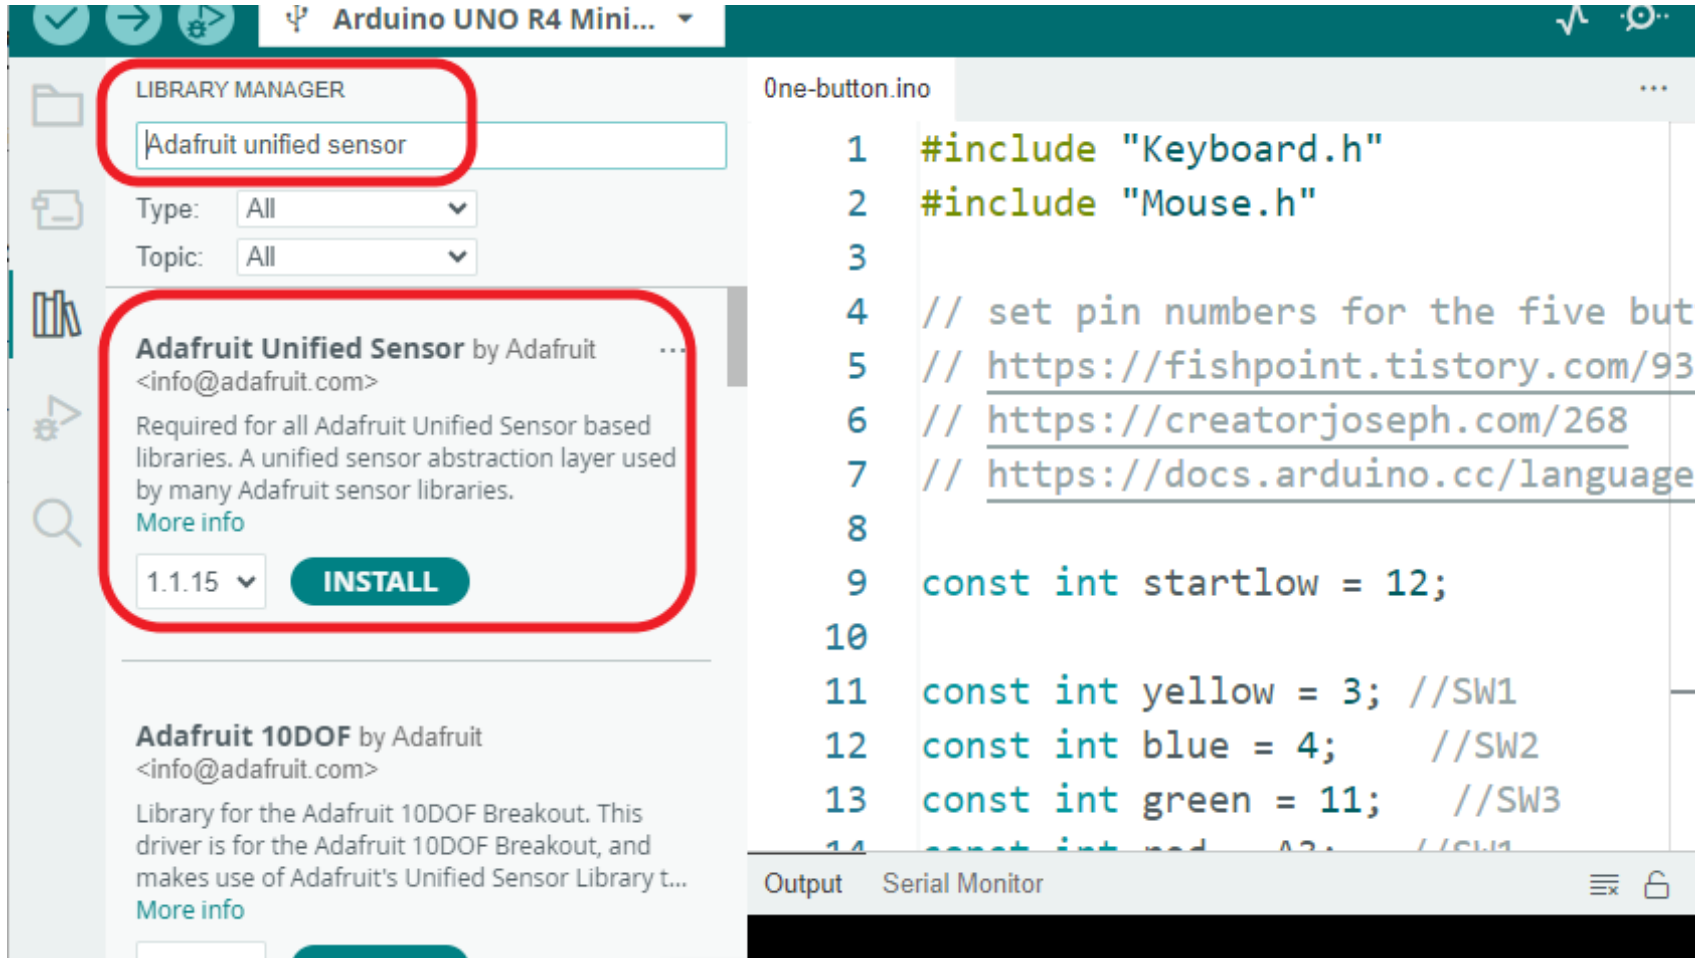 Arduino UNO R4 Mini...
LIBRARY MANAGER
Adafruit unified sensor
Type: All
Topic: All
Adafruit Unified Sensor by Adafruit
<info@adafruit.com>
Required for all Adafruit Unified Sensor based
libraries. A unified sensor abstraction layer used
by many Adafruit sensor libraries.
More info
1.1.15 INSTALL
Adafruit 10DOF by Adafruit
<info@adafruit.com>
Library for the Adafruit 10DOF Breakout. This
driver is for the Adafruit 10DOF Breakout, and
makes use of Adafruit's Unified Sensor Library t...
More info
0ne-button.ino
1 #include "Keyboard.h"
2 #include "Mouse.h"
3
4 // set pin numbers for the five but
5 // https://fishpoint.tistory.com/93
6 // https://creatorjoseph.com/268
7 // https://docs.arduino.cc/language
8
9 const int startlow = 12;
10
11 const int yellow = 3; //SW1
12 const int blue = 4; //SW2
13 const int green = 11; //SW3
14 const int red
Output Serial Monitor